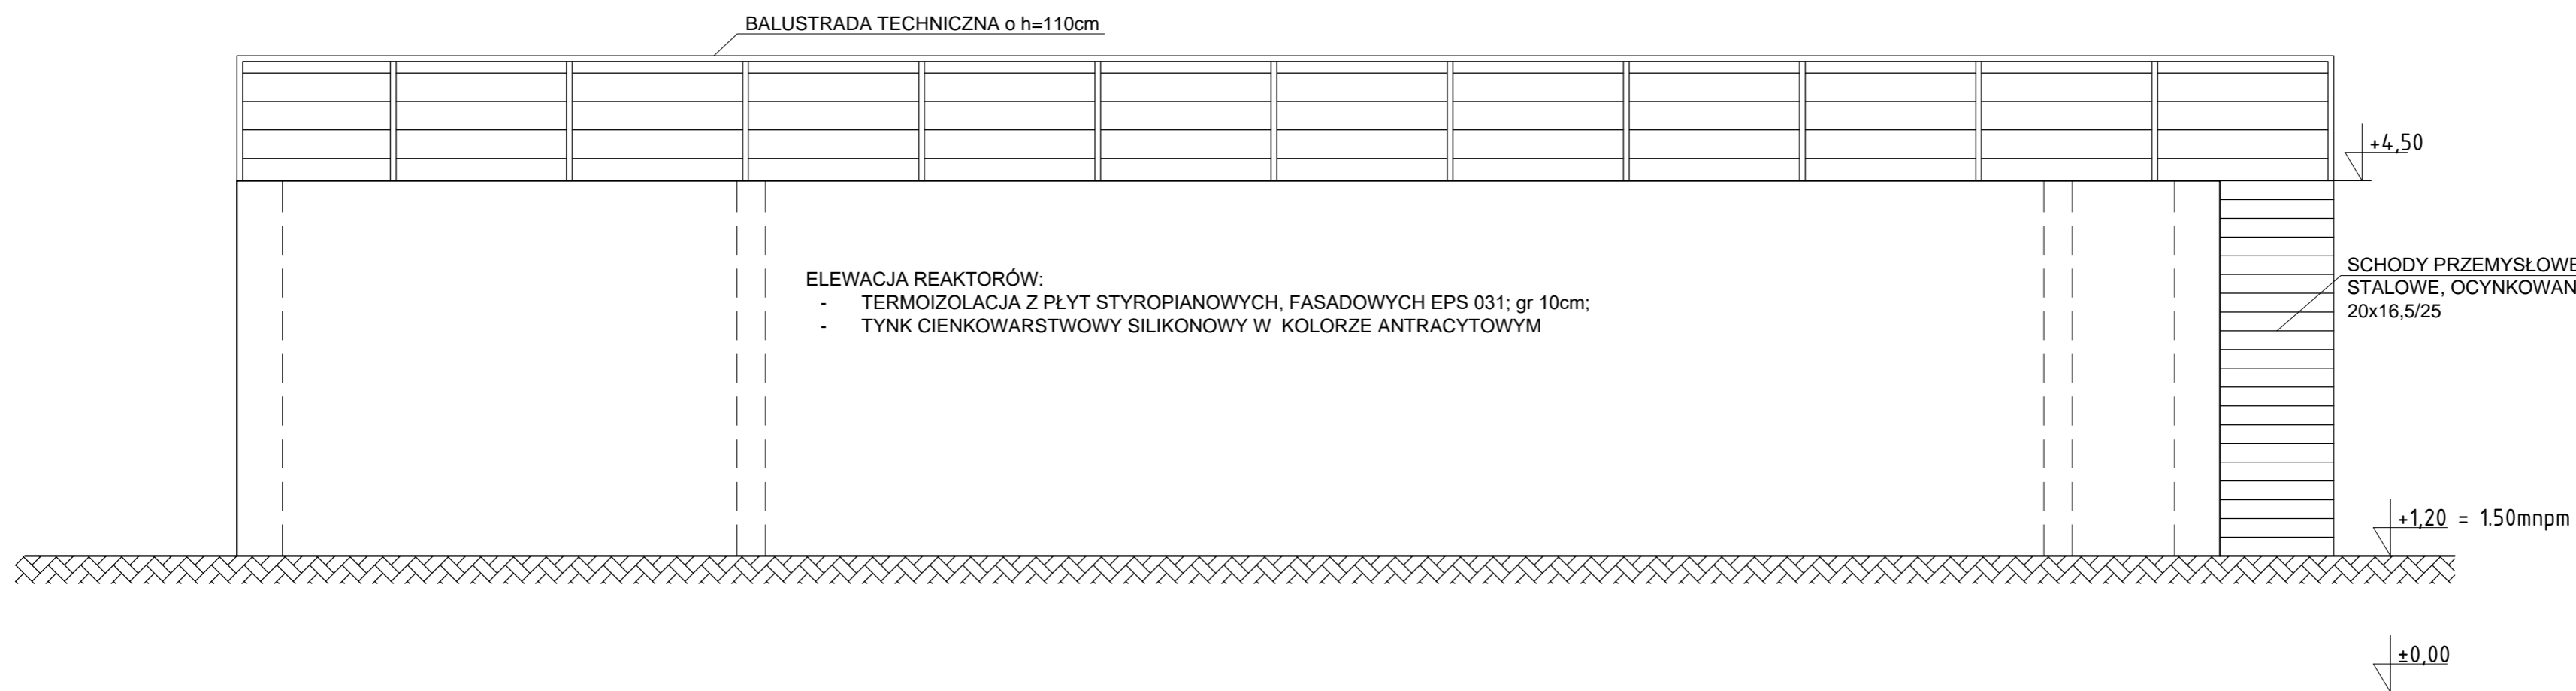 BALUSTRADA TECHNICZNA o h=110cm
+4,50
ELEWACJA REAKTORÓW:
- TERMOIZOLACJA Z PŁYT STYROPIANOWYCH, FASADOWYCH EPS 031; gr 10cm;
- TYNK CIENKOWARSTWOWY SILIKONOWY W KOLORZE ANTRACYTOWYM
SCHODY PRZEMYSŁOWE
STALOWE, OCYNKOWAN
20x16,5/25
+1,20 = 1.50mnpm
±0,00